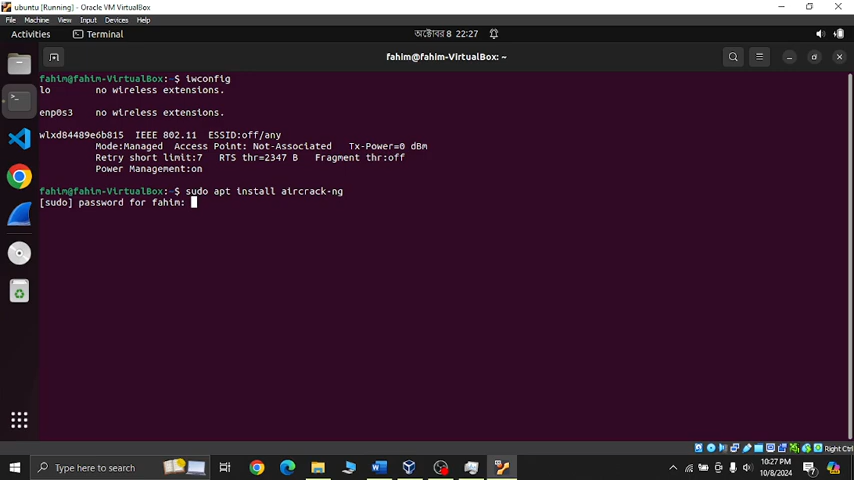 ubuntu [Running] - Oracle VM VirtualBox
File Machine View Input Devices Help
Activities Terminal অক্টোবর 8 22:27
fahim@fahim-VirtualBox: ~
fahim@fahim-VirtualBox:~$ iwconfig
lo no wireless extensions.
enp0s3 no wireless extensions.
wlxd84489e6b815 IEEE 802.11 ESSID:off/any
Mode:Managed Access Point: Not-Associated Tx-Power=0 dBm
Retry short limit:7 RTS thr=2347 B Fragment thr:off
Power Management:on
fahim@fahim-VirtualBox:~$ sudo apt install aircrack-ng
[sudo] password for fahim:
Right Ctrl
Type here to search
10:27 PM
10/8/2024